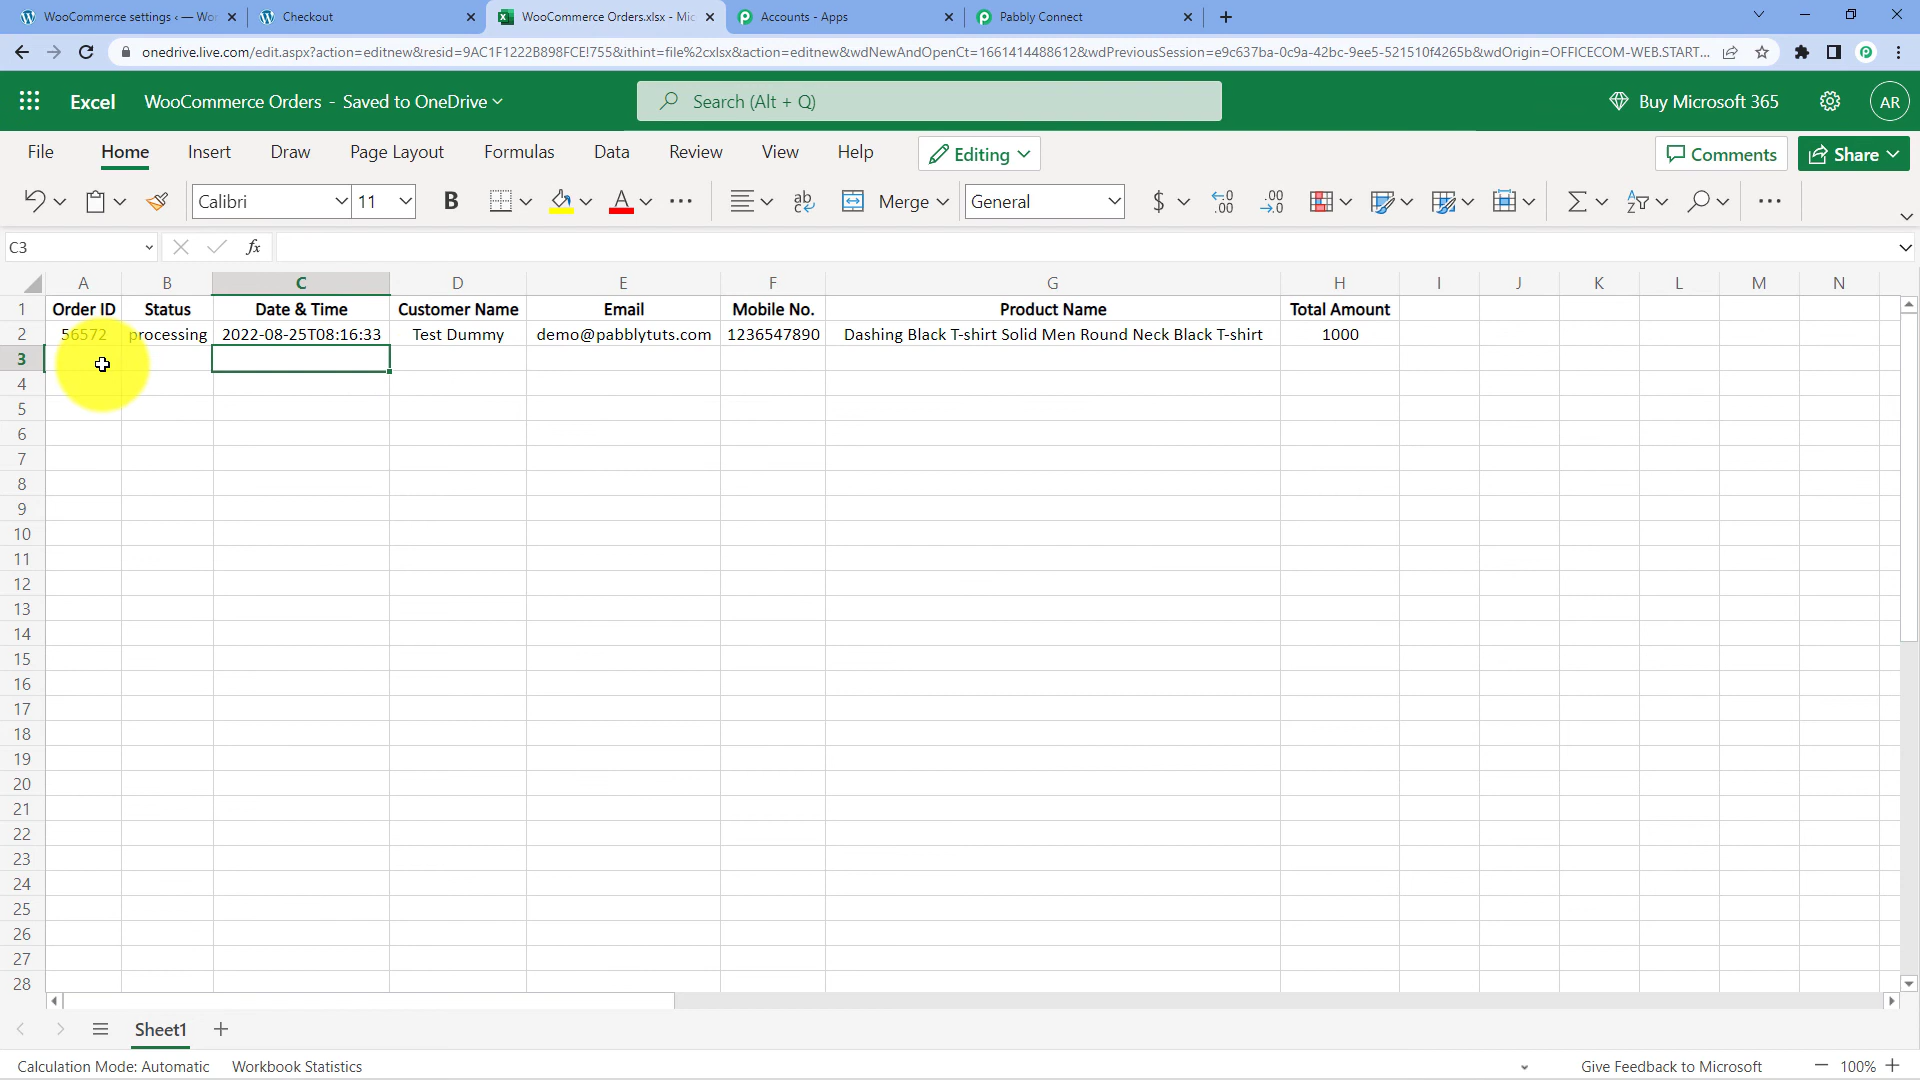 WooCommerce settings ‹ — Wor
Checkout
WooCommerce Orders.xlsx - Mic
Accounts - Apps
Pabbly Connect
onedrive.live.com/edit.aspx?action=editnew&resid=9AC1F1222B898FCE!755&ithint=file%2cxlsx&action=editnew&wdNewAndOpenCt=1661414488612&wdPreviousSession=e9c637ba-0c9a-42bc-9ee5-521510f4265b&wdOrigin=OFFICECOM-WEB.START...
Excel WooCommerce Orders - Saved to OneDrive
Search (Alt + Q)
Buy Microsoft 365
AR
File Home Insert Draw Page Layout Formulas Data Review View Help
Editing
Comments
Share
Calibri 11 B A ab Merge General $ .00 .00 Σ
C3 fx
A B C D E F G H I J K L M N
1 Order ID Status Date & Time Customer Name Email Mobile No. Product Name Total Amount
2 56572 processing 2022-08-25T08:16:33 Test Dummy demo@pabblytuts.com 1236547890 Dashing Black T-shirt Solid Men Round Neck Black T-shirt 1000
3
4
5
6
7
8
9
10
11
12
13
14
15
16
17
18
19
20
21
22
23
24
25
26
27
28
Sheet1
Calculation Mode: Automatic Workbook Statistics
Give Feedback to Microsoft
100%